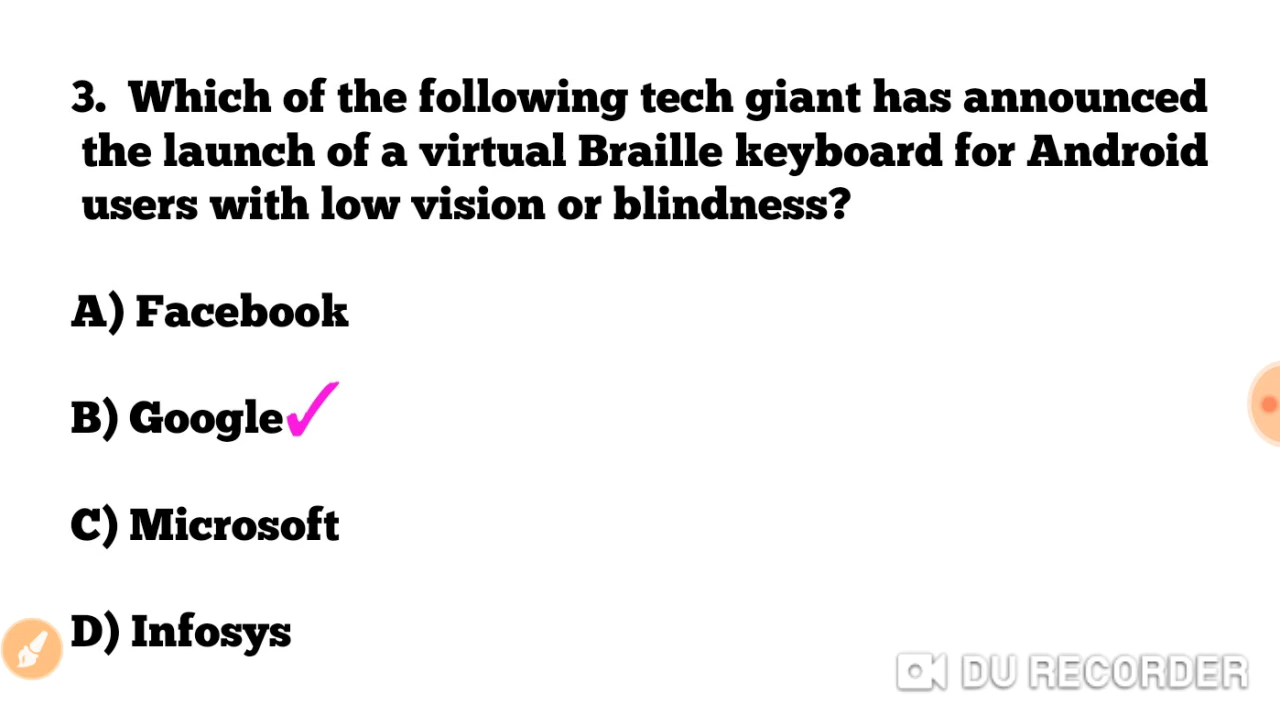 3. Which of the following tech giant has announced
the launch of a virtual Braille keyboard for Android
users with low vision or blindness?
A) Facebook
B) Google
C) Microsoft
D) Infosys
DU RECORDER